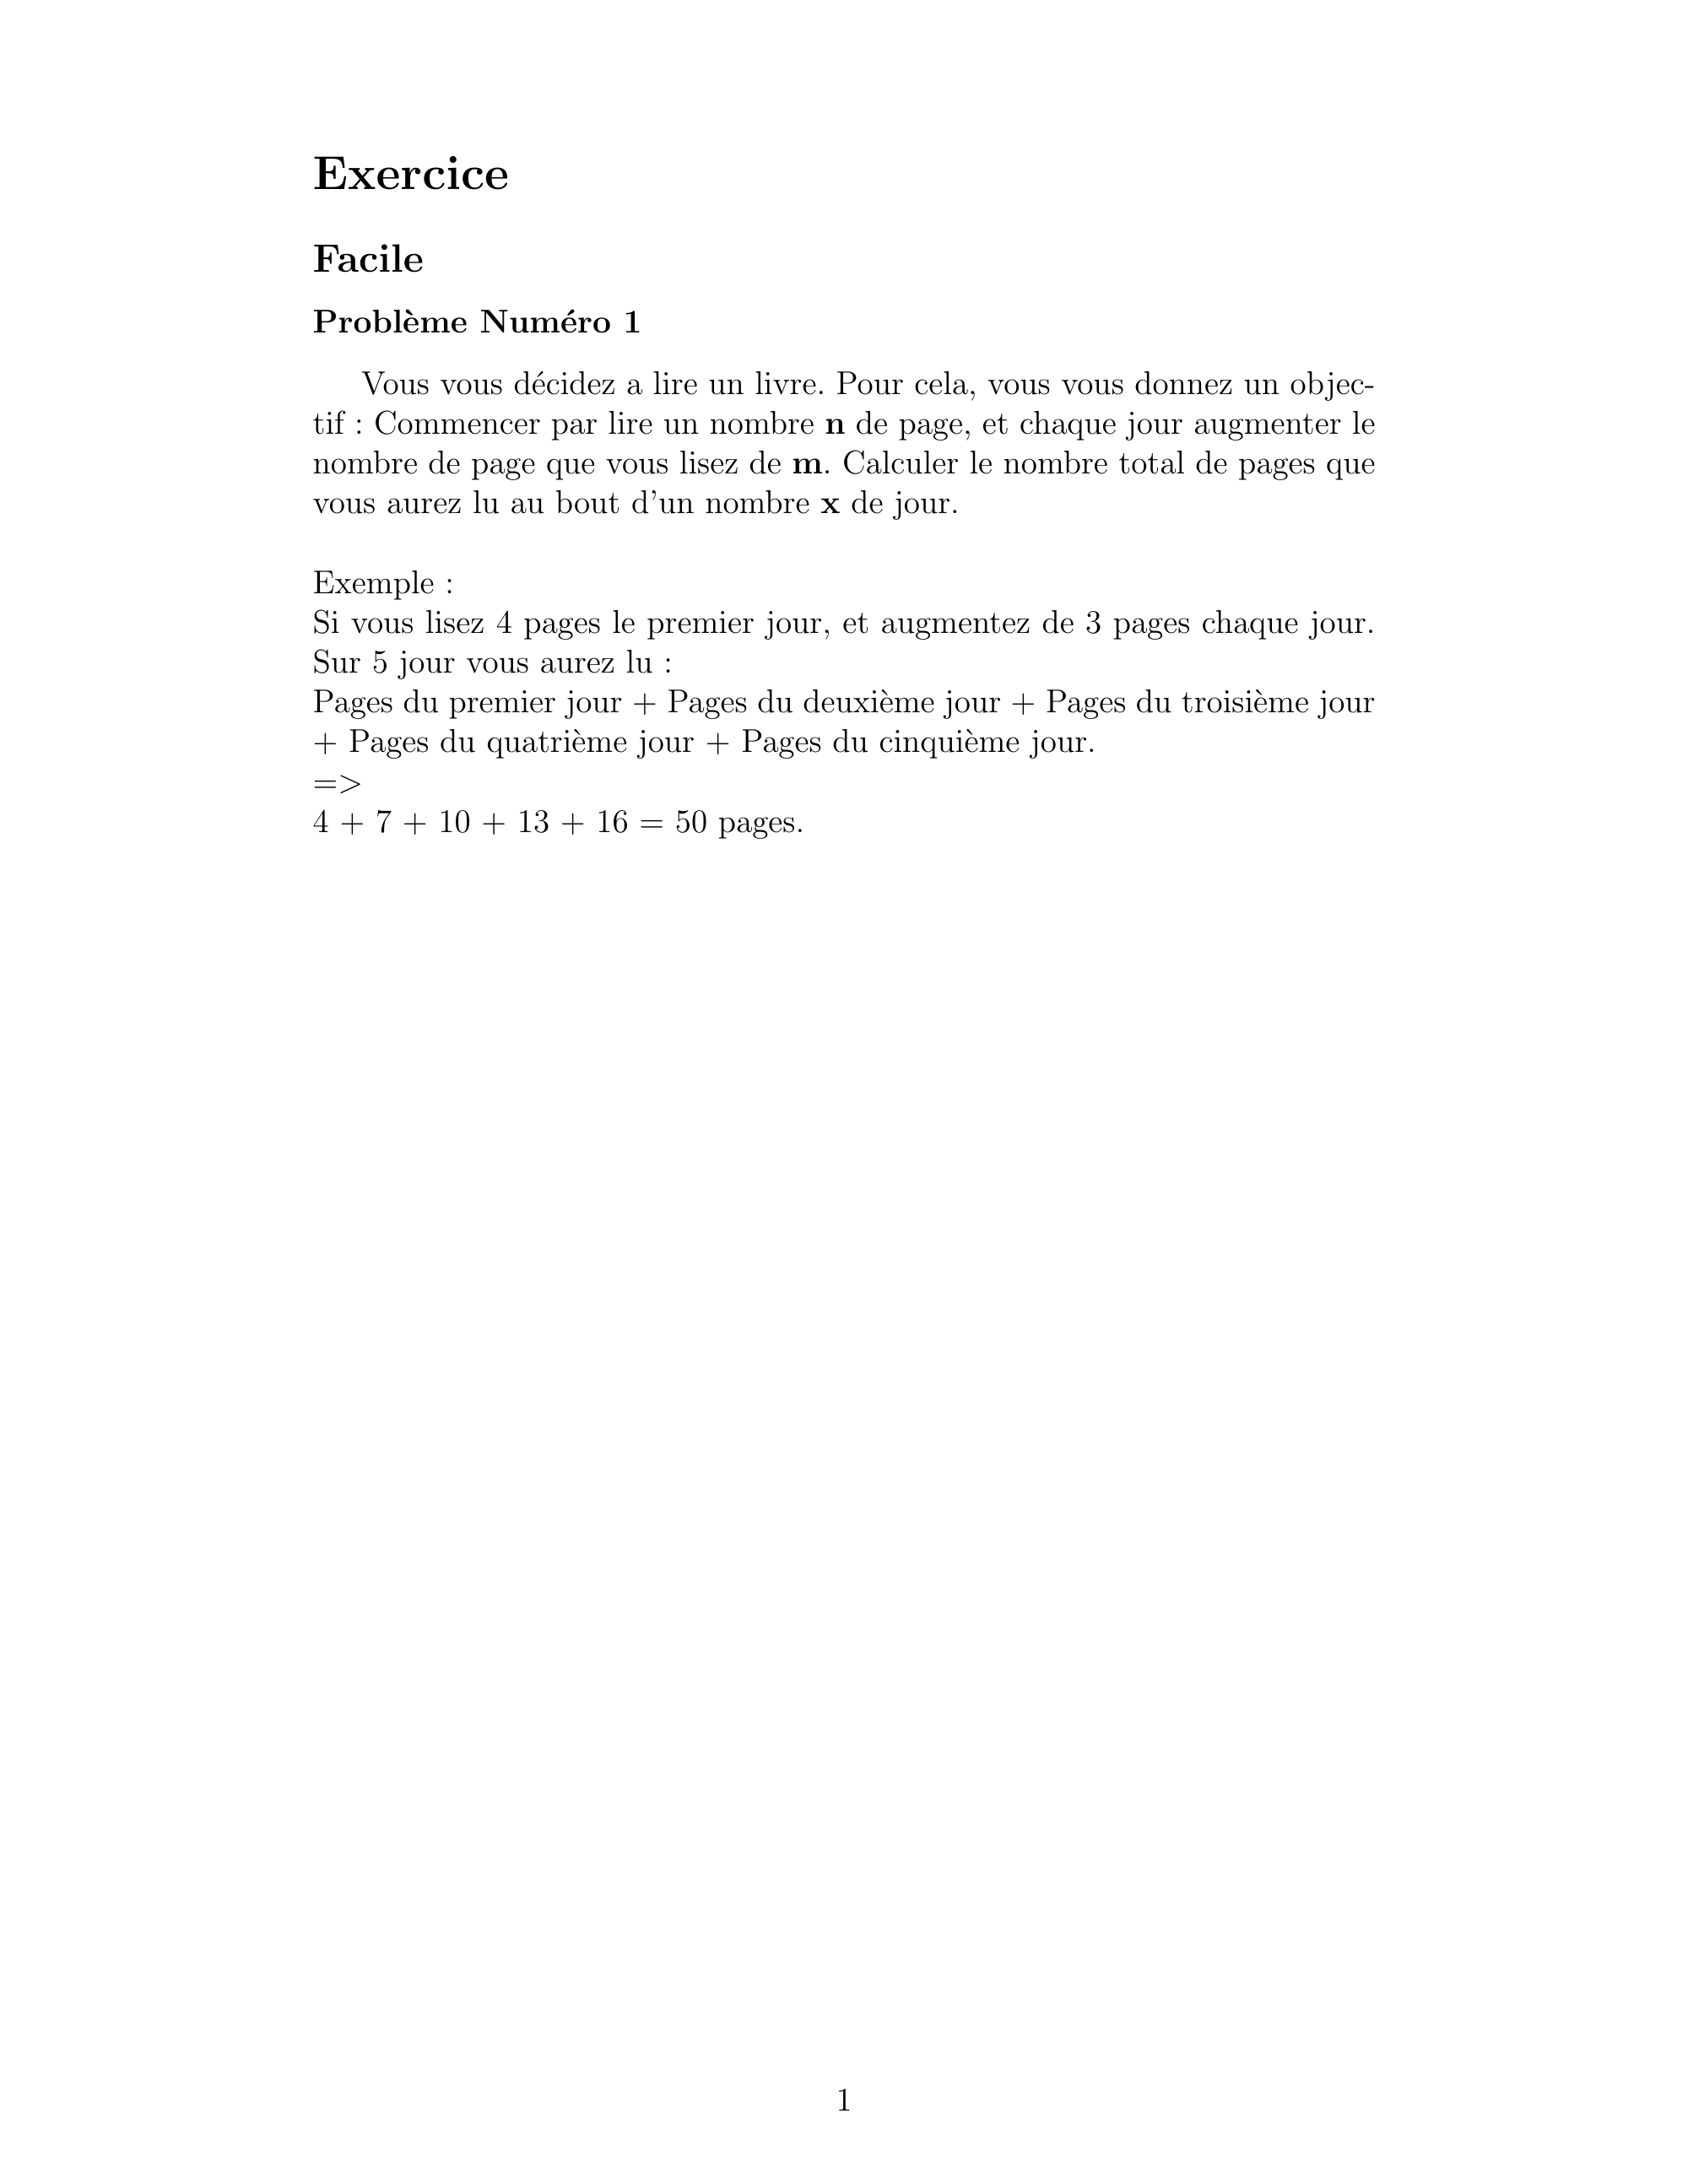 Exercice
Facile
Problème Numéro 1
Vous vous décidez a lire un livre. Pour cela, vous vous donnez un objec-
tif : Commencer par lire un nombre n de page, et chaque jour augmenter le
nombre de page que vous lisez de m. Calculer le nombre total de pages que
vous aurez lu au bout d'un nombre x de jour.
Exemple :
Si vous lisez 4 pages le premier jour, et augmentez de 3 pages chaque jour.
Sur 5 jour vous aurez lu :
Pages du premier jour + Pages du deuxième jour + Pages du troisième jour
+ Pages du quatrième jour + Pages du cinquième jour.
=>
4 + 7 + 10 + 13 + 16 = 50 pages.
1